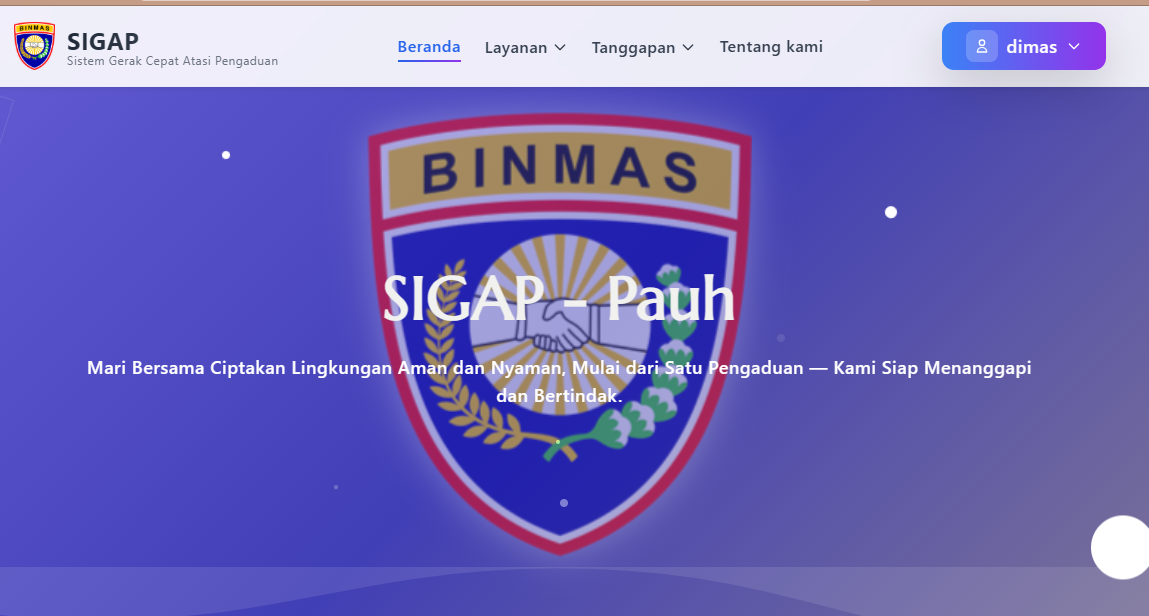 BINMAS
SIGAP
Sistem Gerak Cepat Atasi Pengaduan
Beranda
Layanan
Tanggapan
Tentang kami
dimas
BINMAS
SIGAP - Pauh
Mari Bersama Ciptakan Lingkungan Aman dan Nyaman, Mulai dari Satu Pengaduan — Kami Siap Menanggapi
dan Bertindak.